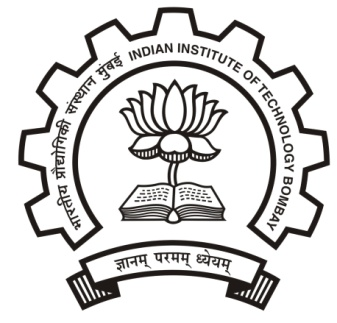 भारतीय प्रौद्योगिकी संस्थान मुंबई
INDIAN INSTITUTE OF TECHNOLOGY BOMBAY
ज्ञानम् परमम् ध्येयम्